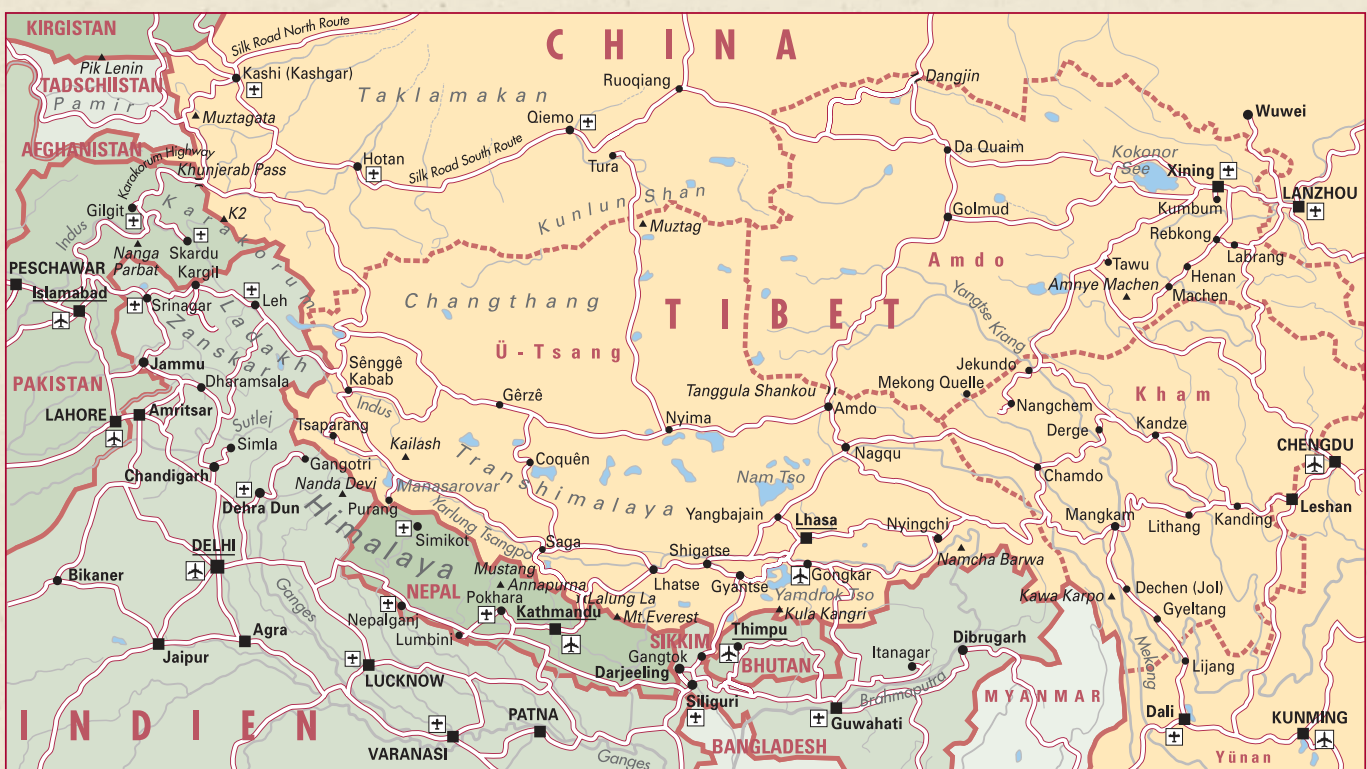 KIRGISTAN
CHINA
Silk Road North Route
Pik Lenin
Kashi (Kashgar)
Dangjin
TADSCHIISTAN
Ruoqiang
Taklamakan
Pamir
Muztagata
Qiemo
Wuwei
AFGHANISTAN
Karakorum Highway
Khunjerab Pass
Hotan
Silk Road South Route
Tura
Da Quaim
Kokonor
See
Xining
LANZHOU
Kumbum
Gilgit
Karakorum
K2
Kunlun Shan
Muztag
Golmud
Indus
Nanga
Parbat
Skardu
Rebkong
Labrang
PESCHAWAR
Kargil
Amdo
Tawu
Henan
Islamabad
Srinagar
Leh
Changthang
TIBET
Amnye Machen
Machen
Ladakh
Zanskar
Yangtse Kiang
Ü-Tsang
Jammu
Sênggê
Kabab
Jekundo
PAKISTAN
Dharamsala
Gêrzê
Tanggula Shankou
Mekong Quelle
Kham
LAHORE
Amritsar
Indus
Nyima
Amdo
Nangchem
Sutlej
Tsaparang
Derge
Kandze
Simla
Kailash
Nagqu
CHENGDU
Chandigarh
Gangotri
Transhimalaya
Coquên
Nam Tso
Chamdo
Nanda Devi
Manasarovar
Dehra Dun
Himalaya
Purang
Yarlung Tsangpo
Yangbajain
Lhasa
Nyingchi
Mangkam
Lithang
Kanding
Leshan
Simikot
DELHI
Saga
Shigatse
Namcha Barwa
Bikaner
Mustang
Lhatse
Gyantse
Gongkar
Ganges
NEPAL
Annapurna
Lalung La
Yamdrok Tso
Dechen (Jol)
Pokhara
Kathmandu
Mt.Everest
Kula Kangri
Kawa Karpo
Gyeltang
Nepalganj
Agra
Lumbini
SIKKIM
Thimpu
Dibrugarh
Jaipur
Gangtok
BHUTAN
Itanagar
Mekong
Lijang
LUCKNOW
Darjeeling
Siliguri
Brahmaputra
MYANMAR
INDIEN
PATNA
Guwahati
Dali
KUNMING
VARANASI
Ganges
BANGLADESH
Yünan